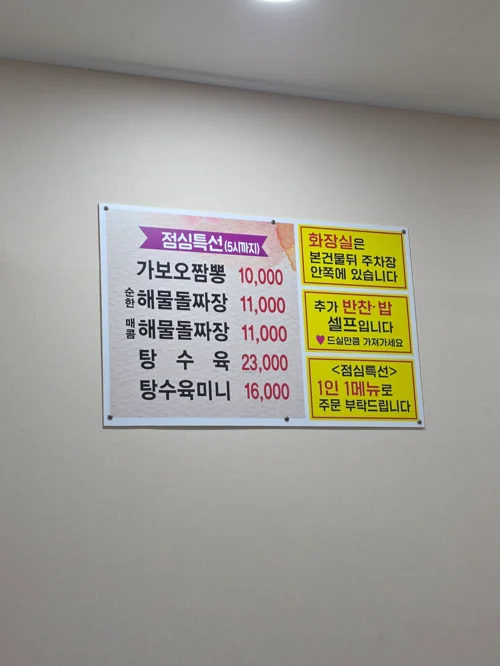 점심특선 (5시까지)
가보오짬뽕 10,000
순한 해물돌짜장 11,000
매콤 해물돌짜장 11,000
탕 수 육 23,000
탕수육미니 16,000
화장실은
본건물뒤 주차장
안쪽에 있습니다
추가 반찬·밥
셀프입니다
♥ 드실만큼 가져가세요
<점심특선>
1인 1메뉴로
주문 부탁드립니다